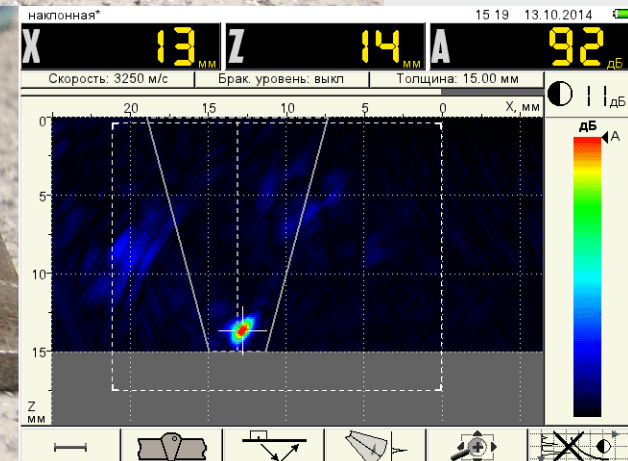 наклонная*
15 19 13.10.2014
X 13 мм Z 14 мм A 92 дБ
Скорость: 3250 м/с Брак. уровень: выкл Толщина: 15.00 мм
11 дБ
20 15 10 5 0 X, мм
дБ
A
0
5
10
15
Z
мм